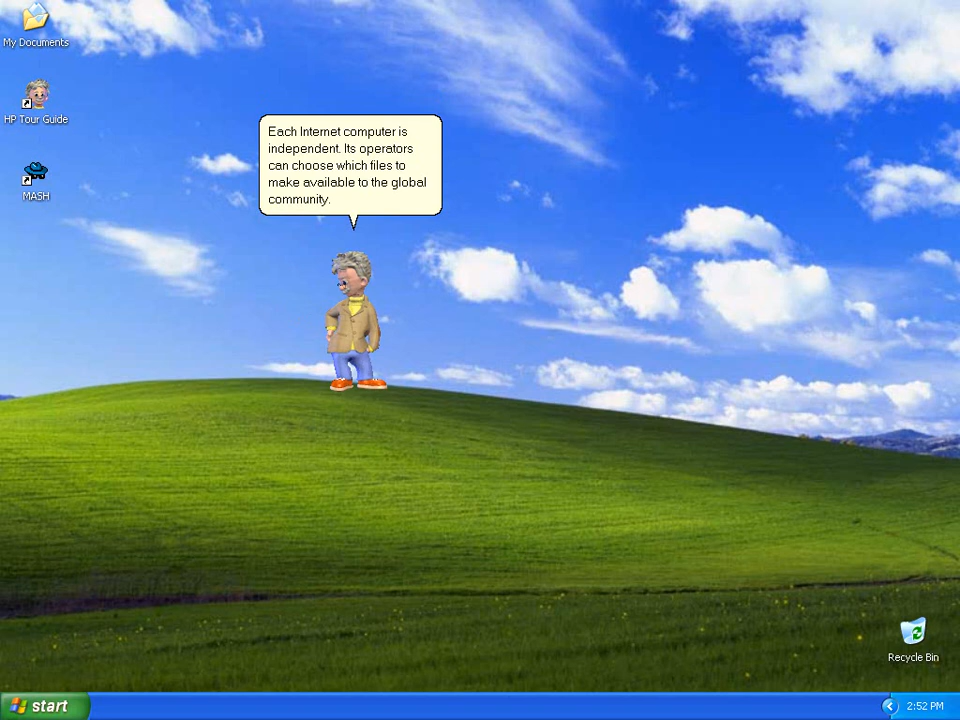 My Documents
HP Tour Guide
MASH
Each Internet computer is
independent. Its operators
can choose which files to
make available to the global
community.
Recycle Bin
start
2:52 PM